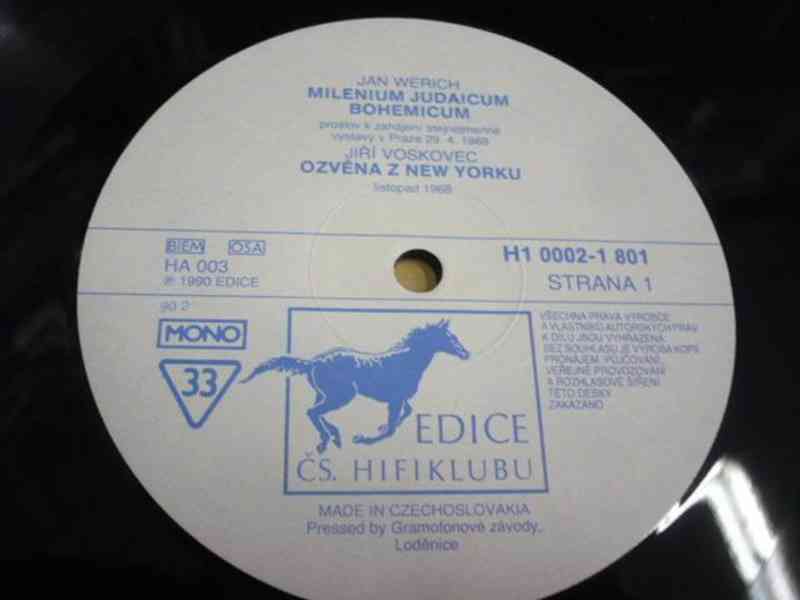 JAN WERICH
MILENIUM JUDAICUM
BOHEMICUM
proslov k zahájení stejnojmenné
výstavy v Praze 29. 4. 1968
JIŘÍ VOSKOVEC
OZVĚNA Z NEW YORKU
listopad 1968
BIEM OSA
HA 003
℗ 1990 EDICE
H1 0002-1 801
STRANA 1
90 2
MONO
33
VŠECHNA PRÁVA VÝROBCE
A VLASTNÍKŮ AUTORSKÝCH PRÁV
K DÍLU JSOU VYHRAZENA.
BEZ SOUHLASU JE VÝROBA KOPIÍ,
PRONÁJEM, PŮJČOVÁNÍ,
VEŘEJNÉ PROVOZOVÁNÍ
A ROZHLASOVÉ ŠÍŘENÍ
TÉTO DESKY
ZAKÁZÁNO
EDICE
ČS. HIFIKLUBU
MADE IN CZECHOSLOVAKIA
Pressed by Gramofonové závody,
Loděnice